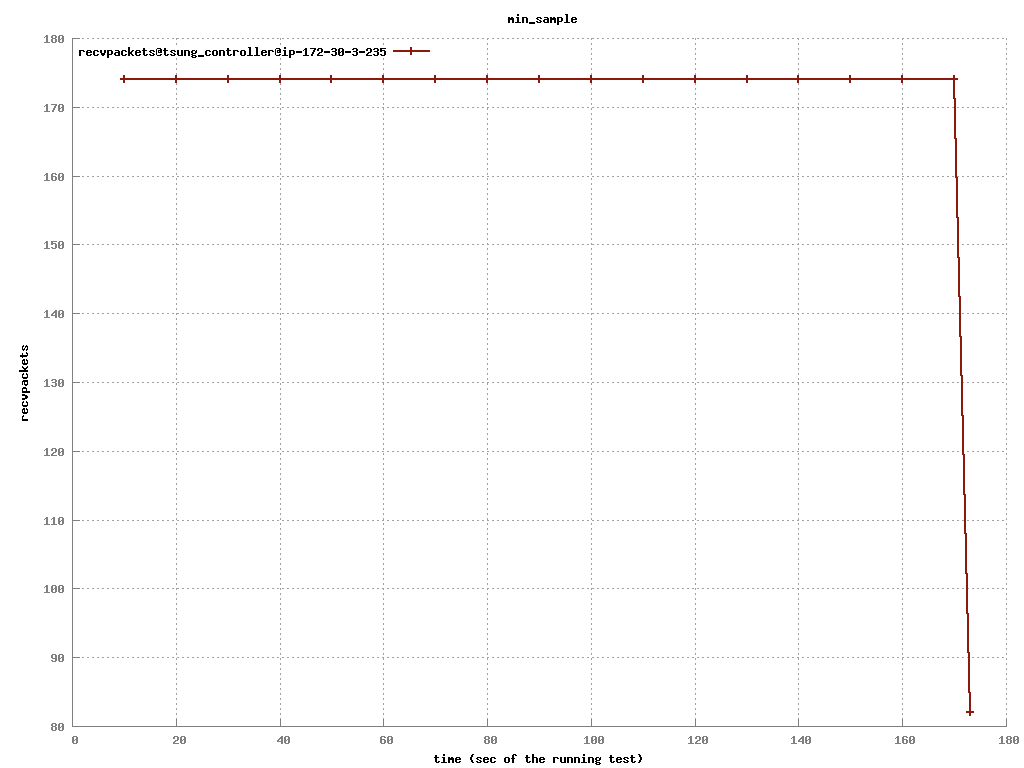 min_sample
180
recvpackets@tsung_controller@ip-172-30-3-235
170
160
150
140
130
120
110
100
90
80
recvpackets
0 20 40 60 80 100 120 140 160 180
time (sec of the running test)